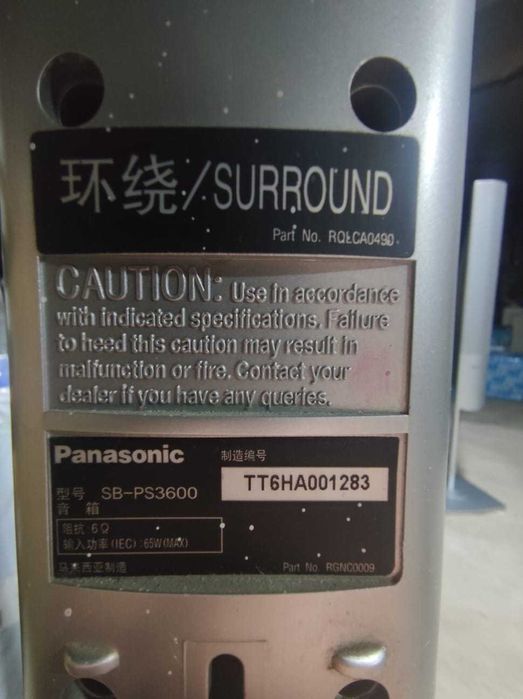 环绕/SURROUND
Part No. RQLCA0490
CAUTION: Use in accordance
with indicated specifications. Failure
to heed this caution may result in
malfunction or fire. Contact your
dealer if you have any queries.
Panasonic 制造编号
型号 SB-PS3600 TT6HA001283
音箱
阻抗:6Ω
输入功率(IEC):65W(MAX)
马来西亚制造 Part No. RGNC0009